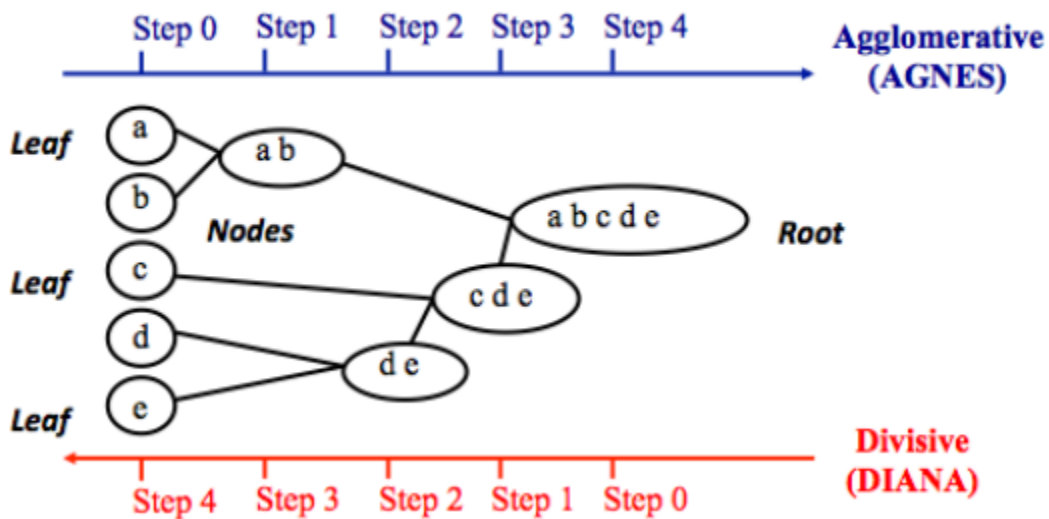 Step 0 Step 1 Step 2 Step 3 Step 4
Agglomerative
(AGNES)
Leaf
a
a b
b
a b c d e
Nodes
Root
c
Leaf
c d e
d
d e
e
Leaf
Divisive
(DIANA)
Step 4 Step 3 Step 2 Step 1 Step 0